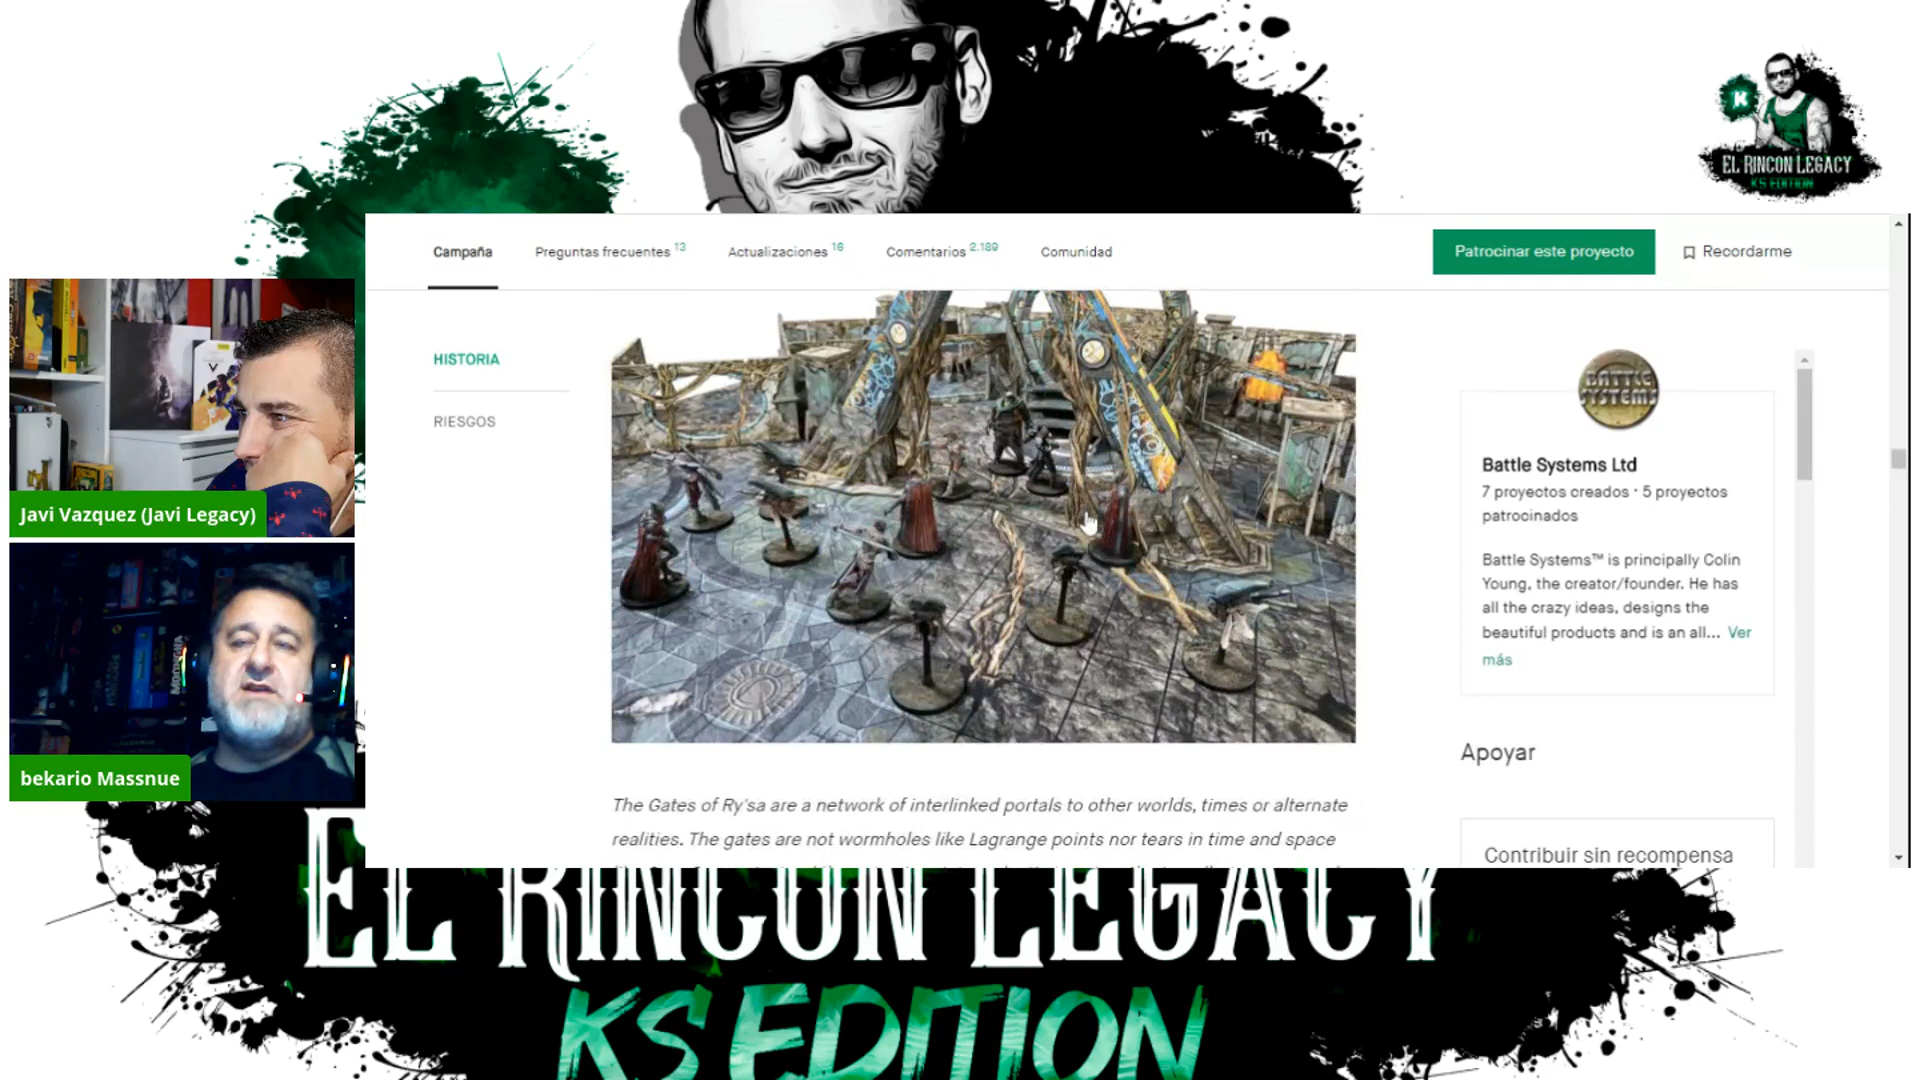 EL RINCON LEGACY
KS EDITION
Campaña
Preguntas frecuentes 13
Actualizaciones 16
Comentarios 2.189
Comunidad
Patrocinar este proyecto
Recordarme
HISTORIA
RIESGOS
BATTLE
SYSTEMS
Battle Systems Ltd
7 proyectos creados · 5 proyectos
patrocinados
Battle Systems™ is principally Colin
Young, the creator/founder. He has
all the crazy ideas, designs the
beautiful products and is an all... Ver
más
Apoyar
Contribuir sin recompensa
The Gates of Ry'sa are a network of interlinked portals to other worlds, times or alternate
realities. The gates are not wormholes like Lagrange points nor tears in time and space
Javi Vazquez (Javi Legacy)
bekario Massnue
EL RINCON LEGACY
KS EDITION